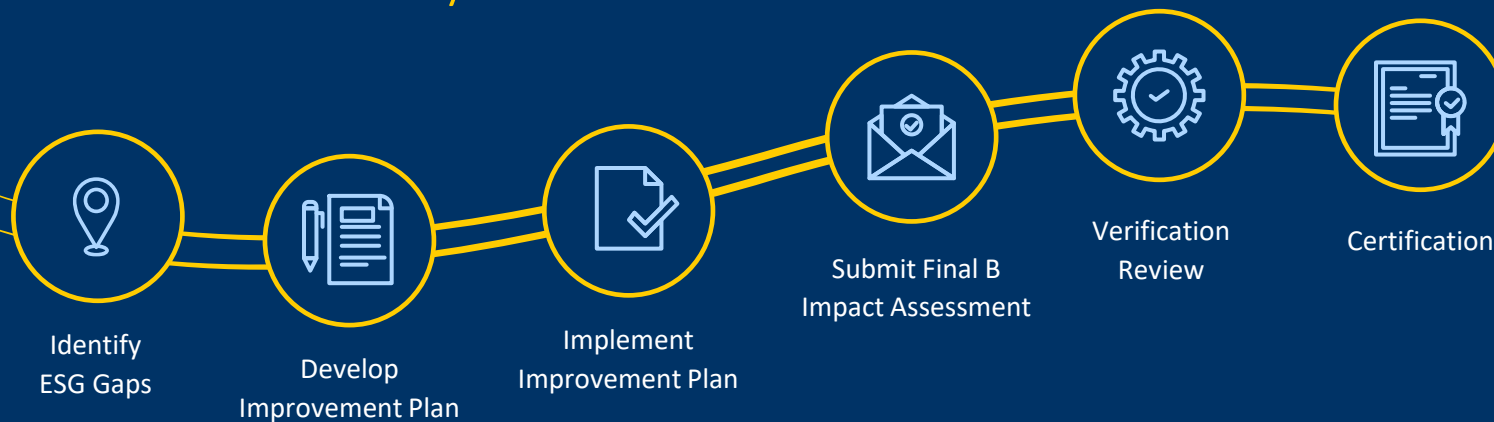 Identify
ESG Gaps
Develop
Improvement Plan
Implement
Improvement Plan
Submit Final B
Impact Assessment
Verification
Review
Certification